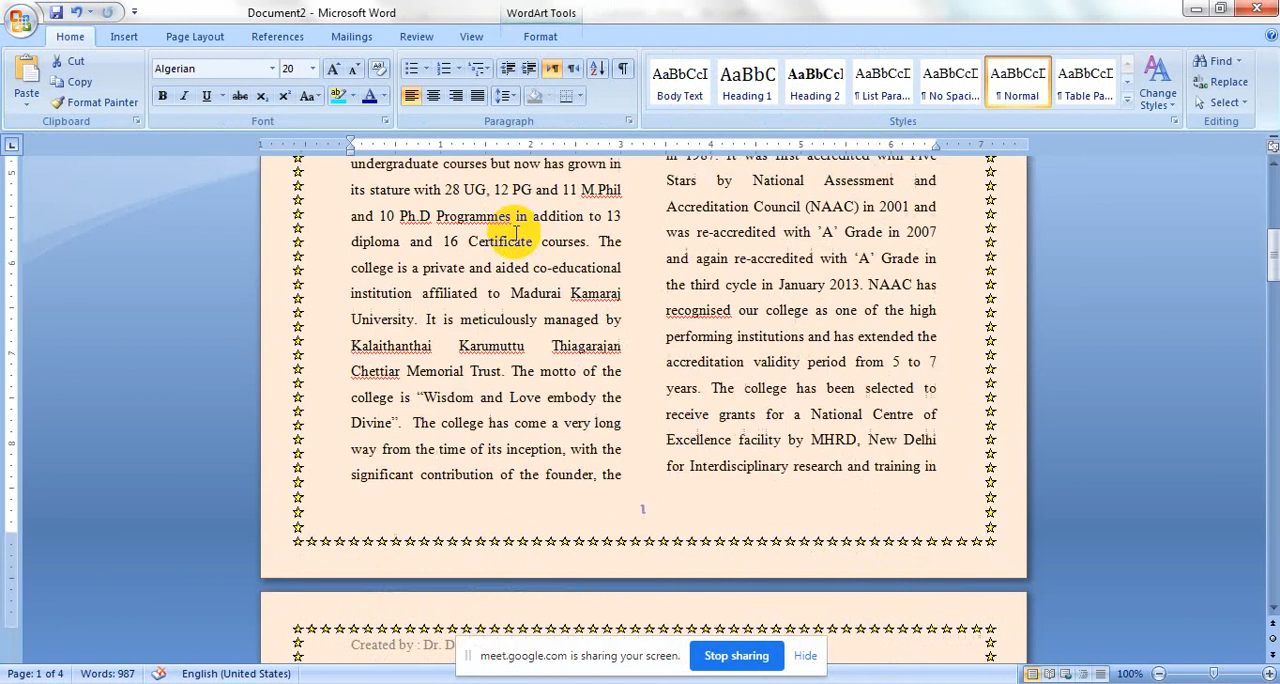 Document2 - Microsoft Word
WordArt Tools
Home
Insert
Page Layout
References
Mailings
Review
View
Format
Paste
Cut
Copy
Format Painter
Clipboard
Algerian
20
Font
Paragraph
AaBbCcI
Body Text
AaBbC
Heading 1
AaBbCcI
Heading 2
AaBbCcI
¶ List Para...
AaBbCcI
¶ No Spaci...
AaBbCcI
¶ Normal
AaBbCcI
¶ Table Pa...
Change
Styles
Styles
Find
Replace
Select
Editing
undergraduate courses but now has grown in
its stature with 28 UG, 12 PG and 11 M.Phil
and 10 Ph.D Programmes in addition to 13
diploma and 16 Certificate courses. The
college is a private and aided co-educational
institution affiliated to Madurai Kamaraj
University. It is meticulously managed by
Kalaithanthai Karumuttu Thiagarajan
Chettiar Memorial Trust. The motto of the
college is “Wisdom and Love embody the
Divine”. The college has come a very long
way from the time of its inception, with the
significant contribution of the founder, the
in 1987. It was first accredited with Five
Stars by National Assessment and
Accreditation Council (NAAC) in 2001 and
was re-accredited with ’A’ Grade in 2007
and again re-accredited with ‘A’ Grade in
the third cycle in January 2013. NAAC has
recognised our college as one of the high
performing institutions and has extended the
accreditation validity period from 5 to 7
years. The college has been selected to
receive grants for a National Centre of
Excellence facility by MHRD, New Delhi
for Interdisciplinary research and training in
1
Created by : Dr. D
meet.google.com is sharing your screen.
Stop sharing
Hide
Page: 1 of 4
Words: 987
English (United States)
100%